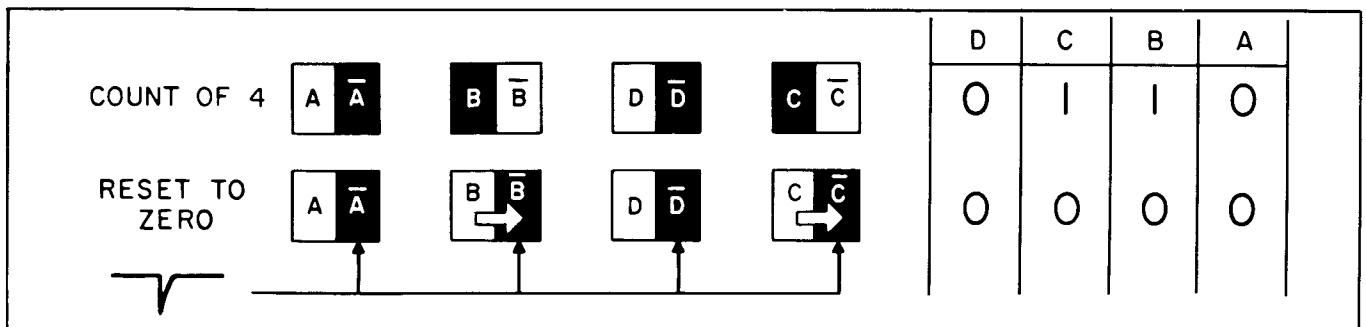 D C B A
COUNT OF 4 A A̅ B B̅ D D̅ C C̅ 0 1 1 0
RESET TO
ZERO A A̅ B B̅ D D̅ C C̅ 0 0 0 0